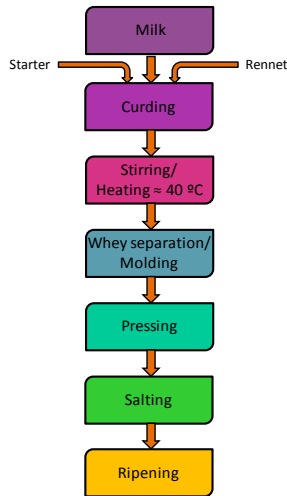 Milk
Starter
Rennet
Curding
Stirring/
Heating ≈ 40 ºC
Whey separation/
Molding
Pressing
Salting
Ripening